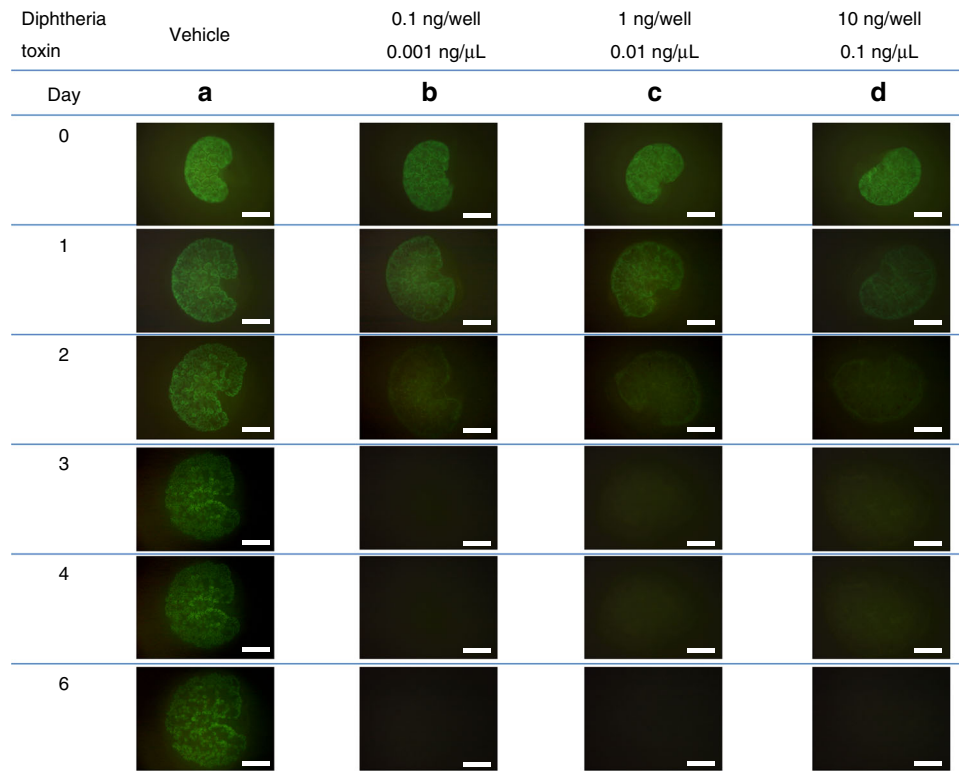 Diphtheria toxin
Vehicle
0.1 ng/well
0.001 ng/μL
1 ng/well
0.01 ng/μL
10 ng/well
0.1 ng/μL
Day a b c d
0
1
2
3
4
6